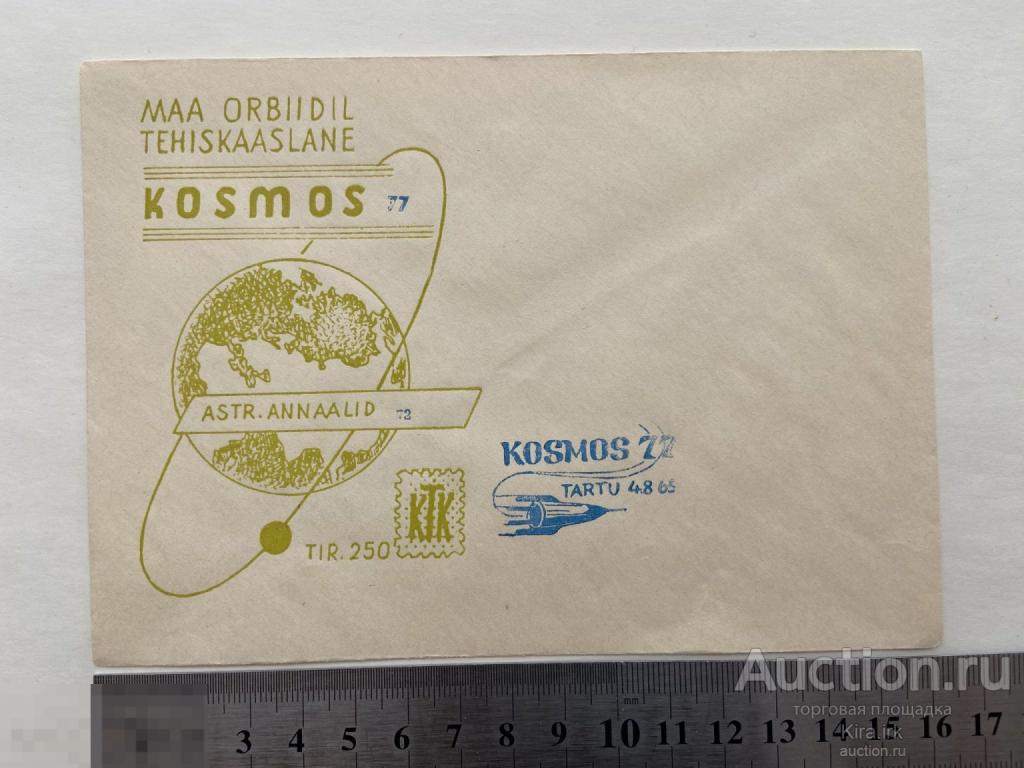 MAA ORBIIDIL
TEHISKAASLANE
KOSMOS 77
ASTR. ANNAALID 72
TIR. 250 KTK
KOSMOS 77
TARTU 4.8 65
mm
3 4 5 6 7 8 9 10 11 12 13 14 15 16 17
Auction.ru
торговая площадка
Kira.irk
auction.ru